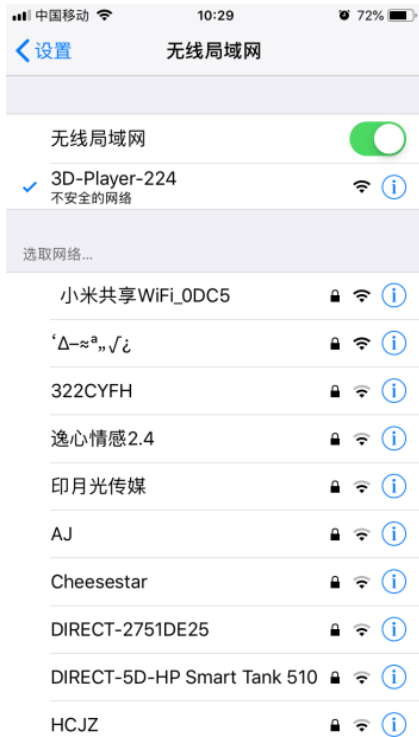 中国移动 10:29 72%
设置 无线局域网
无线局域网
3D-Player-224
不安全的网络
选取网络...
小米共享WiFi_0DC5
‘Δ–≈ª„√¿
322CYFH
逸心情感2.4
印月光传媒
AJ
Cheesestar
DIRECT-2751DE25
DIRECT-5D-HP Smart Tank 510
HCJZ